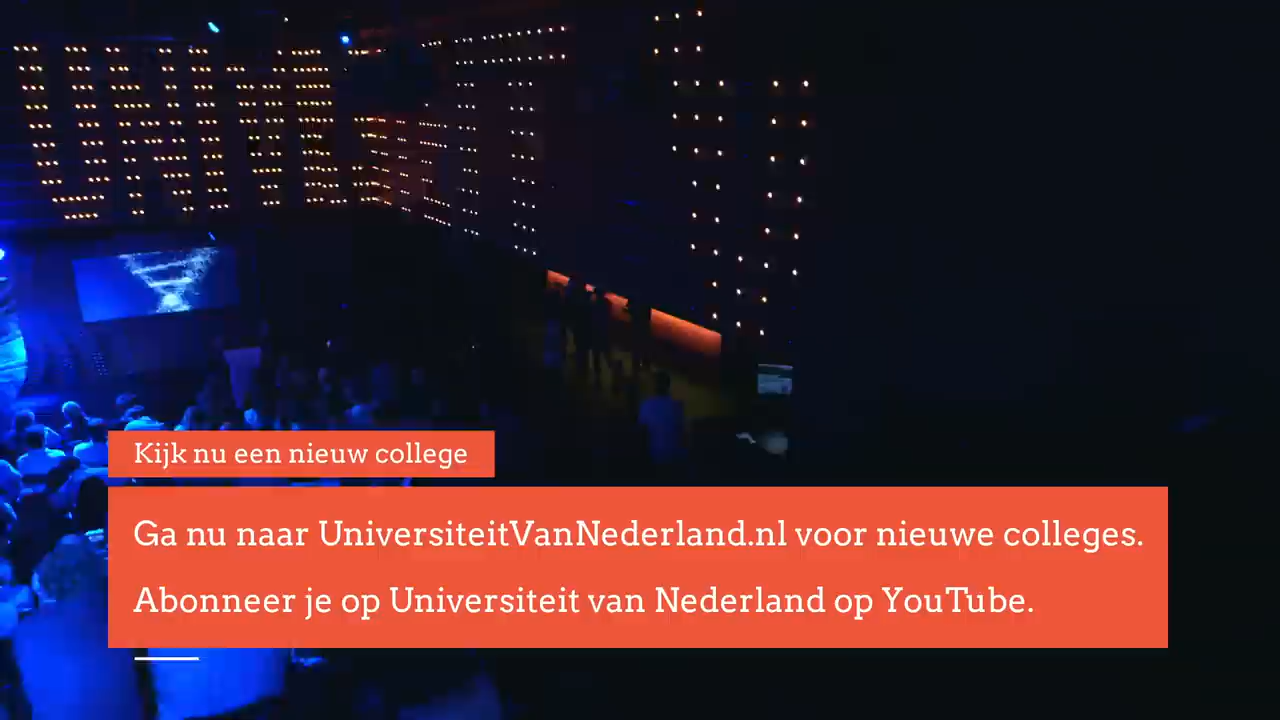 UNIVERSITEIT
Kijk nu een nieuw college
Ga nu naar UniversiteitVanNederland.nl voor nieuwe colleges.
Abonneer je op Universiteit van Nederland op YouTube.